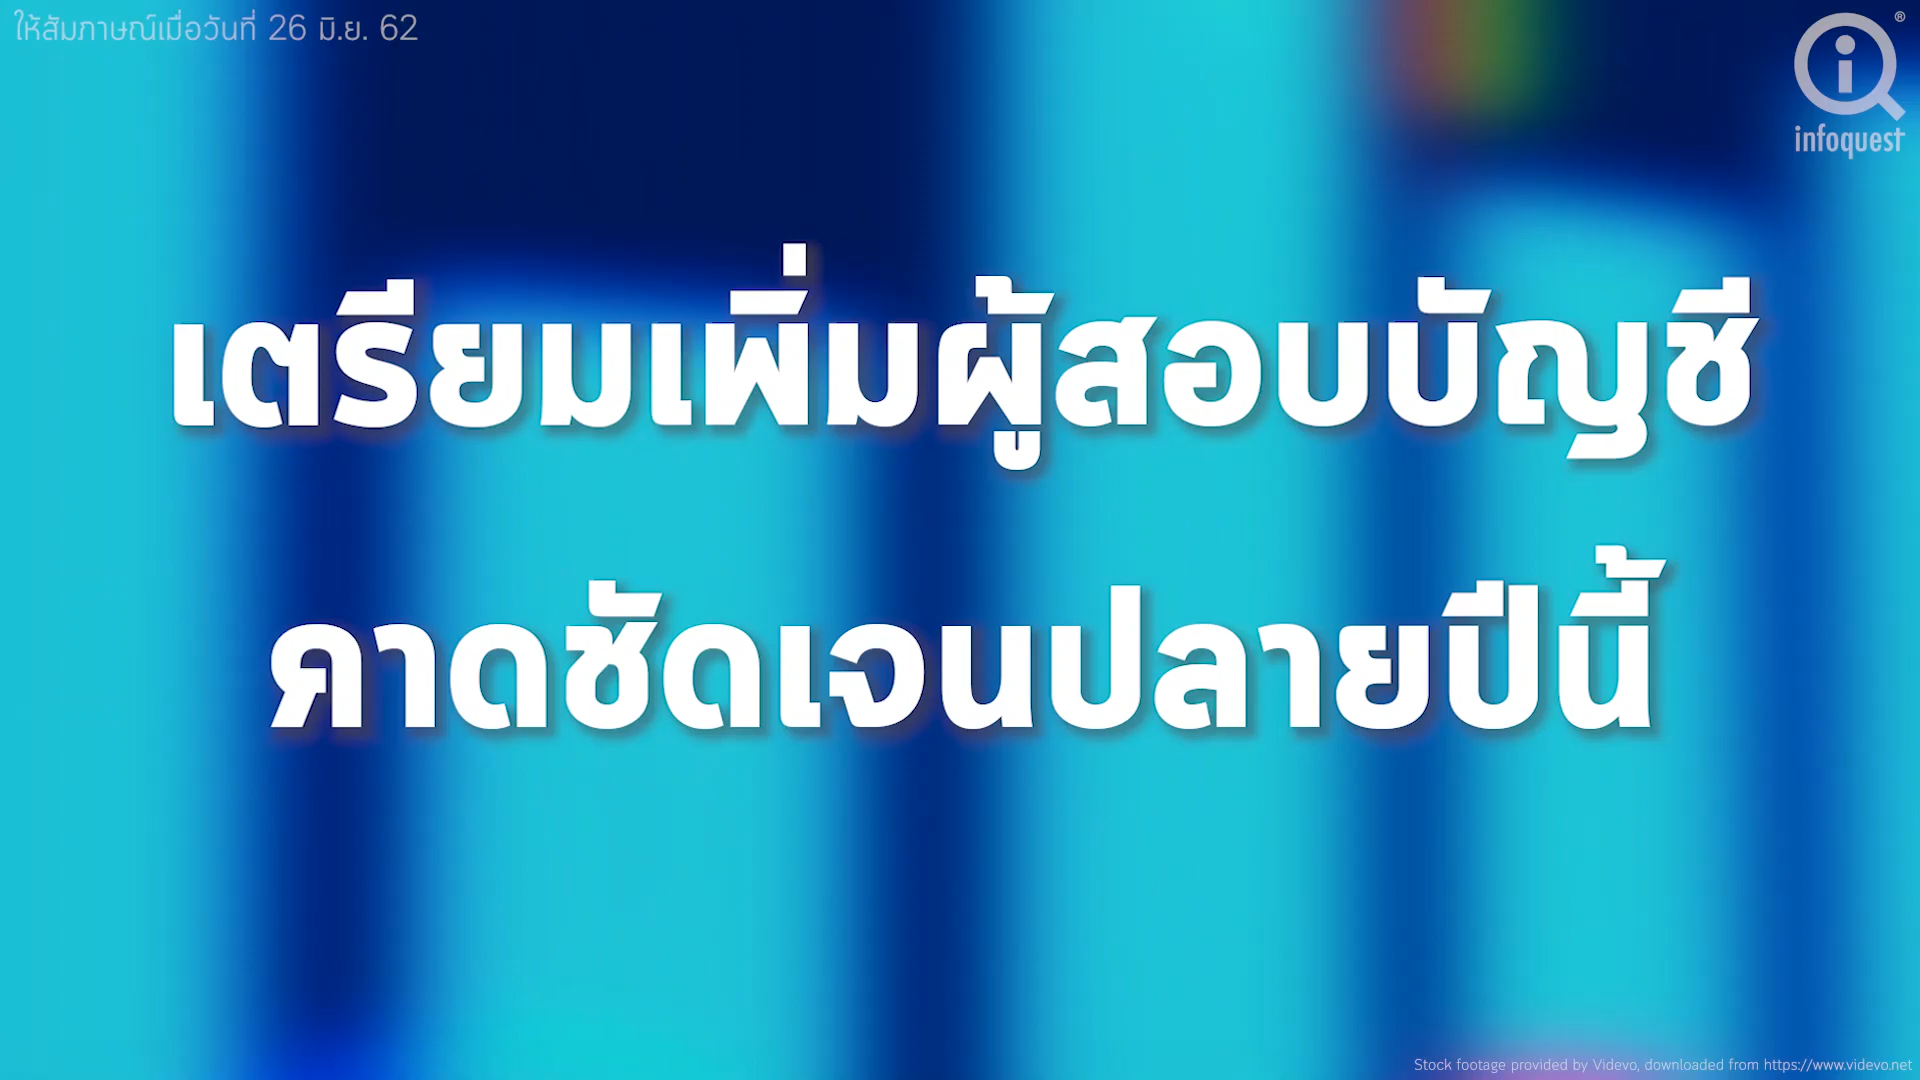 ให้สัมภาษณ์เมื่อวันที่ 26 มิ.ย. 62
®
infoquest
เตรียมเพิ่มผู้สอบบัญชี
คาดชัดเจนปลายปีนี้
Stock footage provided by Videvo, downloaded from https://www.videvo.net